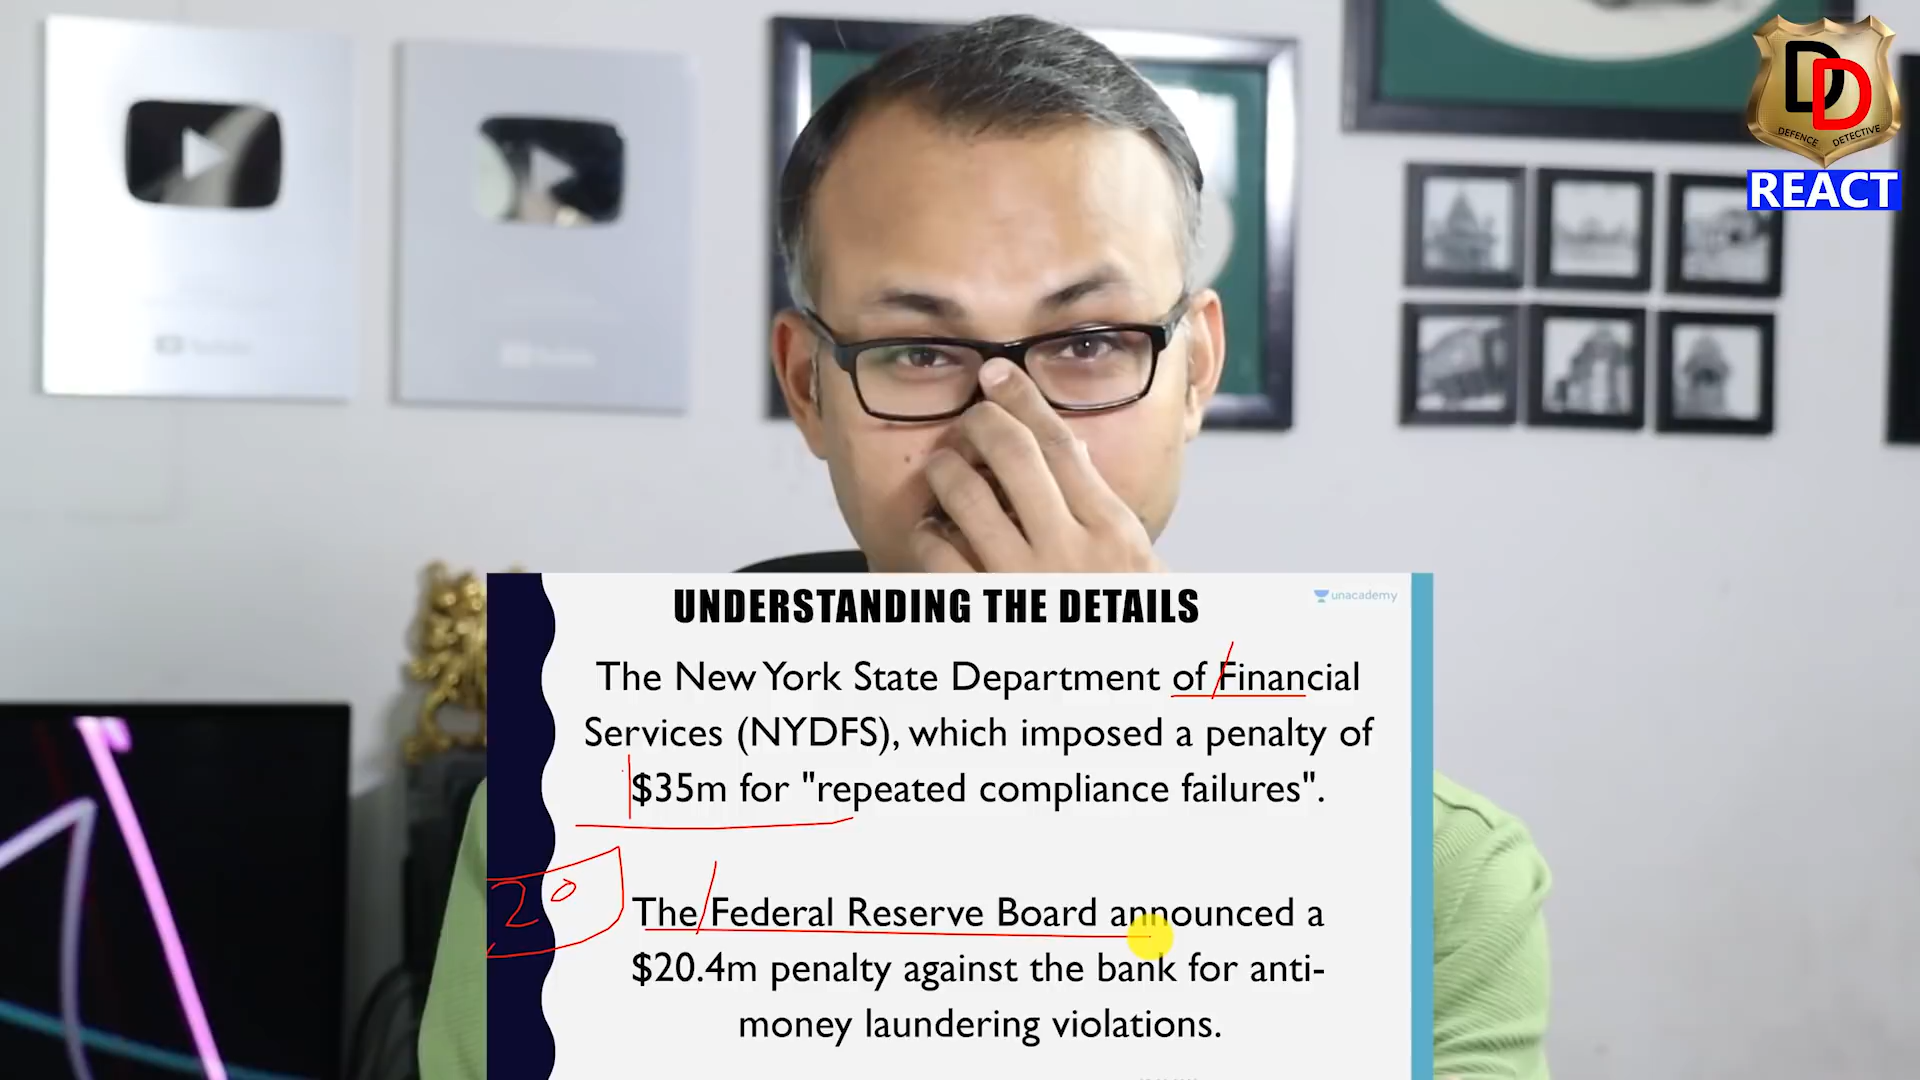 DD
DEFENCE DETECTIVE
REACT
UNDERSTANDING THE DETAILS
unacademy
The New York State Department of Financial
Services (NYDFS), which imposed a penalty of
$35m for "repeated compliance failures".
20
The Federal Reserve Board announced a
$20.4m penalty against the bank for anti-
money laundering violations.